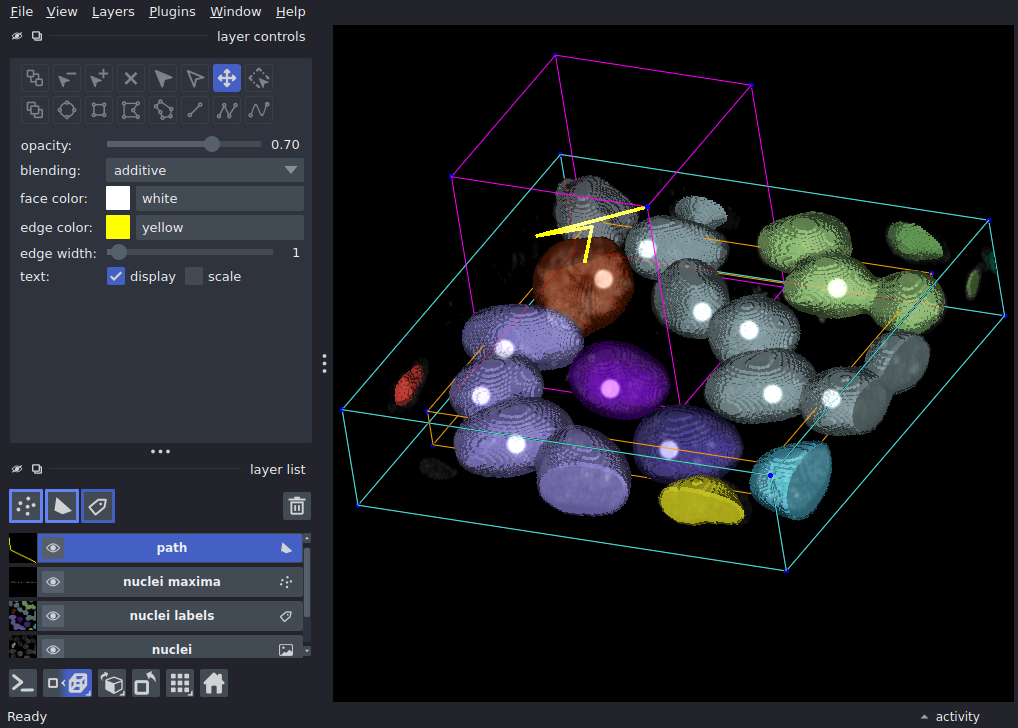 File View Layers Plugins Window Help
layer controls
opacity: 0.70
blending: additive
face color: white
edge color: yellow
edge width: 1
text: display scale
layer list
path
nuclei maxima
nuclei labels
nuclei
Ready activity